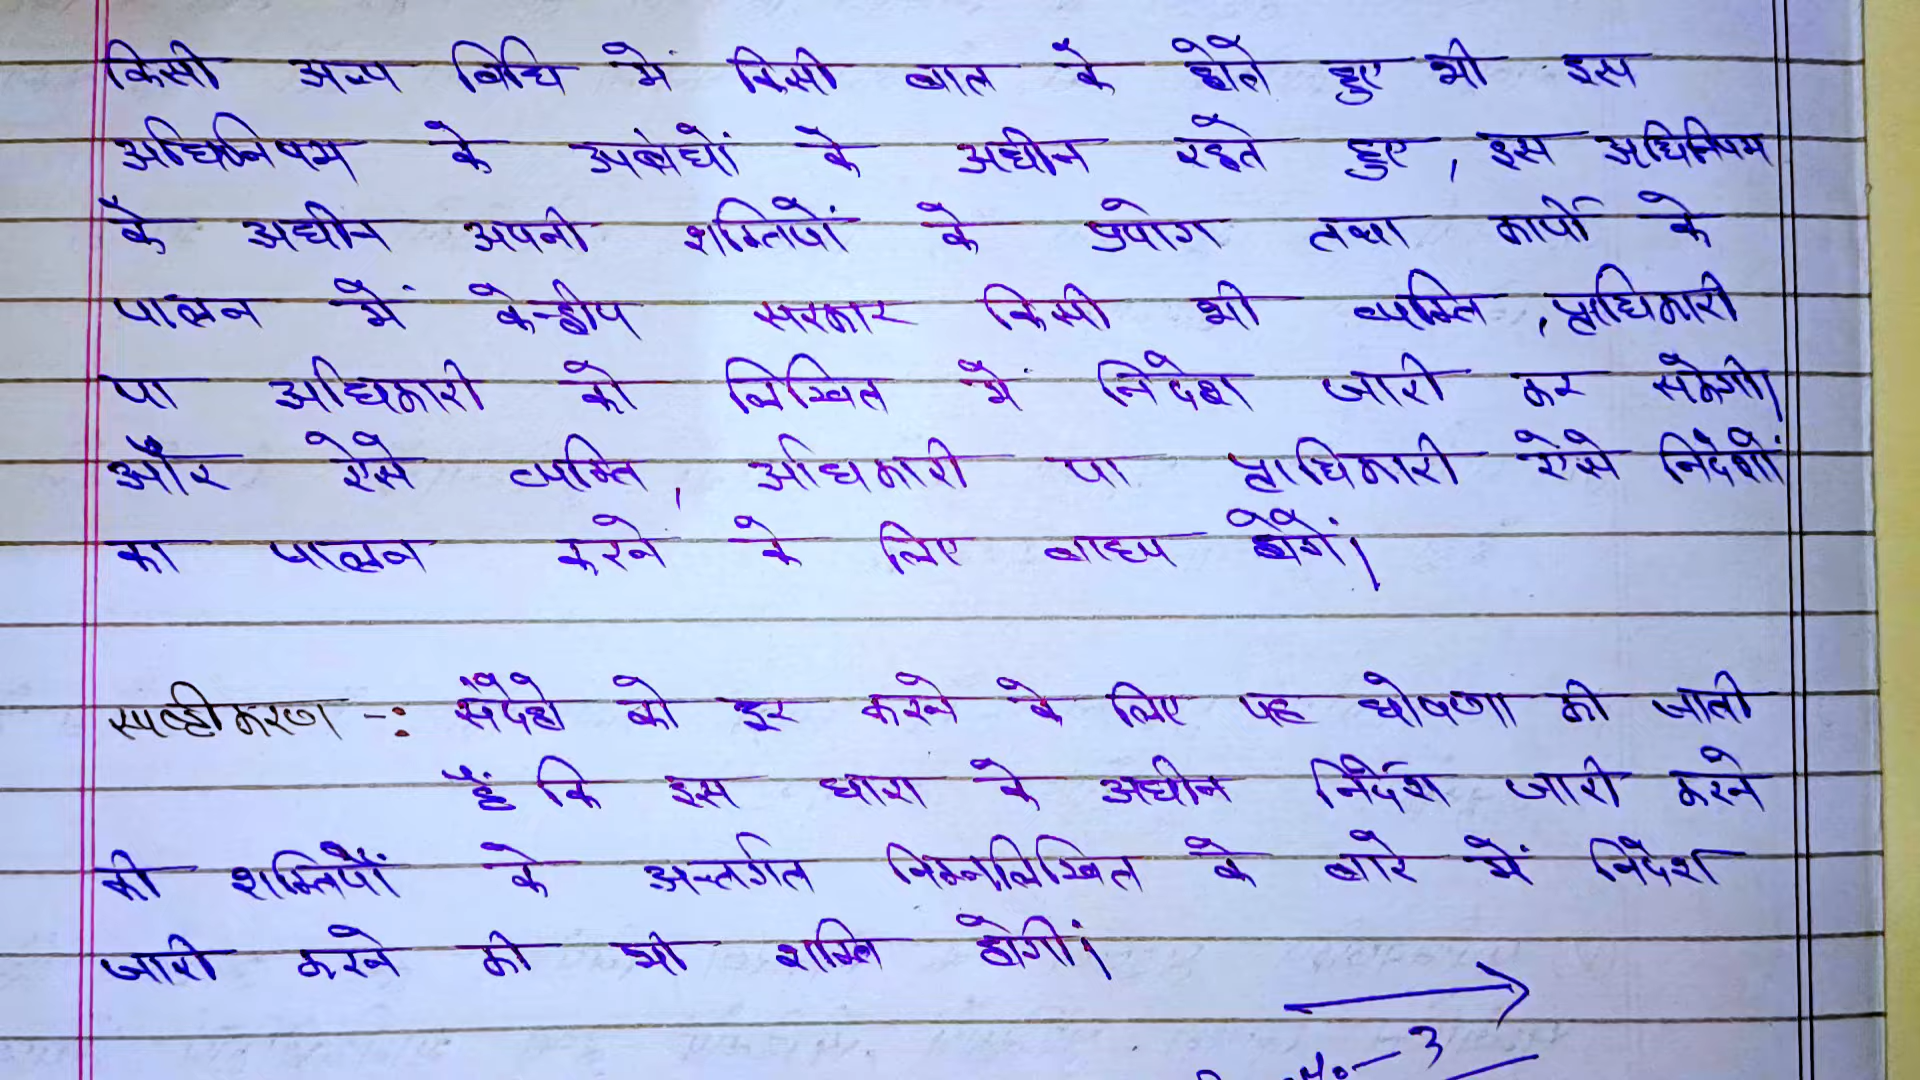 किसी अन्य विधि में किसी बात के होते हुए भी इस
अधिनियम के उपबंधों के अधीन रहते हुए, इस अधिनियम
के अधीन अपनी शक्तियों के प्रयोग तथा कार्यों के
पालन में केन्द्रीय सरकार किसी भी व्यक्ति, प्राधिकारी
या अधिकारी को लिखित में निदेश जारी कर सकेगी।
और ऐसे व्यक्ति, अधिकारी या प्राधिकारी ऐसे निर्देशों
का पालन करने के लिए बाध्य होगें।
स्पष्टीकरण -: संदेहो को दूर करने के लिए यह घोषणा की जाती
हैं कि इस धारा के अधीन निर्देश जारी करने
की शक्तियों के अन्तर्गत निम्नलिखित के बारे में निर्देश
जारी करने की भी शक्ति होगीं।
No. - 3